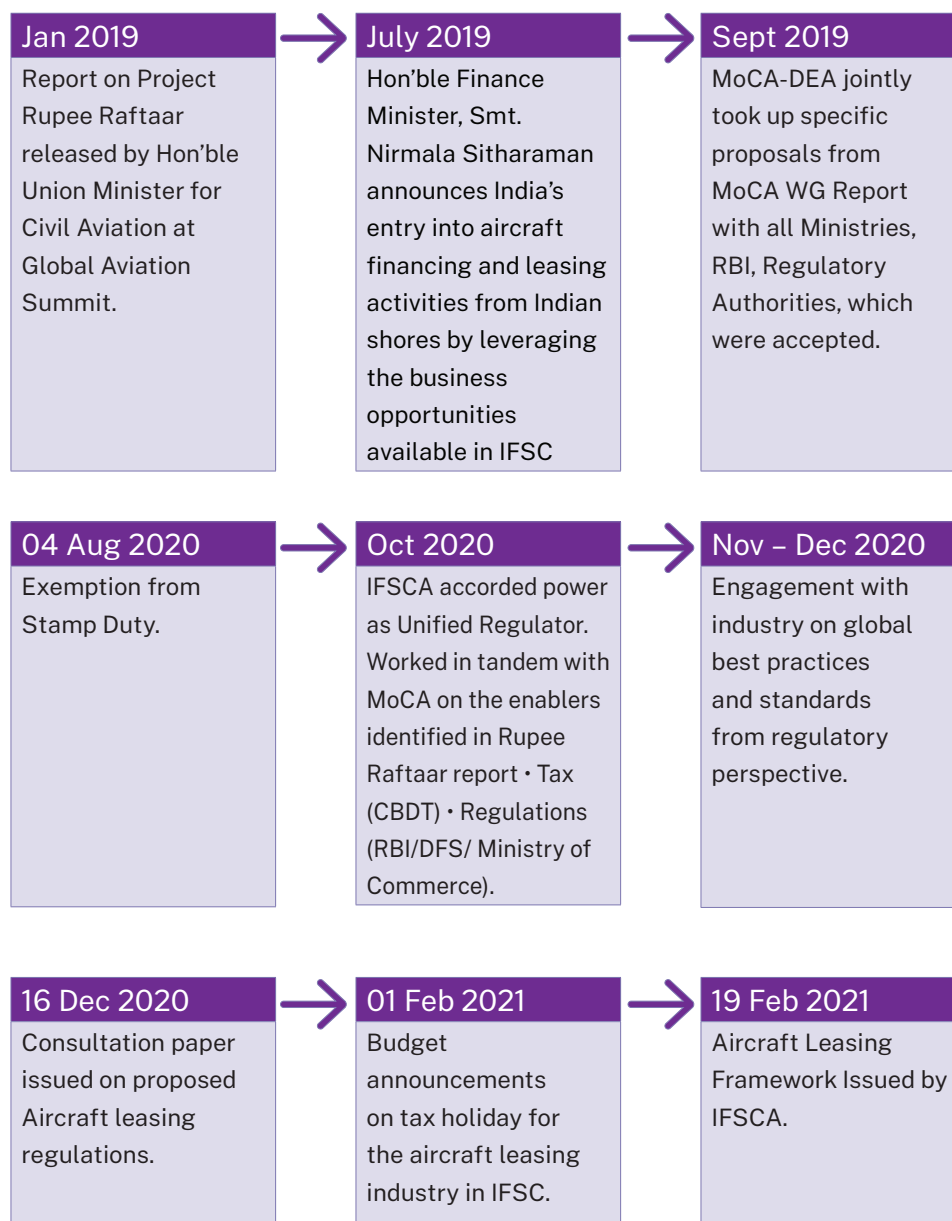 Jan 2019
Report on Project
Rupee Raftaar
released by Hon’ble
Union Minister for
Civil Aviation at
Global Aviation
Summit.
July 2019
Hon’ble Finance
Minister, Smt.
Nirmala Sitharaman
announces India’s
entry into aircraft
financing and leasing
activities from Indian
shores by leveraging
the business
opportunities
available in IFSC
Sept 2019
MoCA-DEA jointly
took up specific
proposals from
MoCA WG Report
with all Ministries,
RBI, Regulatory
Authorities, which
were accepted.
04 Aug 2020
Exemption from
Stamp Duty.
Oct 2020
IFSCA accorded power
as Unified Regulator.
Worked in tandem with
MoCA on the enablers
identified in Rupee
Raftaar report • Tax
(CBDT) • Regulations
(RBI/DFS/ Ministry of
Commerce).
Nov – Dec 2020
Engagement with
industry on global
best practices
and standards
from regulatory
perspective.
16 Dec 2020
Consultation paper
issued on proposed
Aircraft leasing
regulations.
01 Feb 2021
Budget
announcements
on tax holiday for
the aircraft leasing
industry in IFSC.
19 Feb 2021
Aircraft Leasing
Framework Issued by
IFSCA.